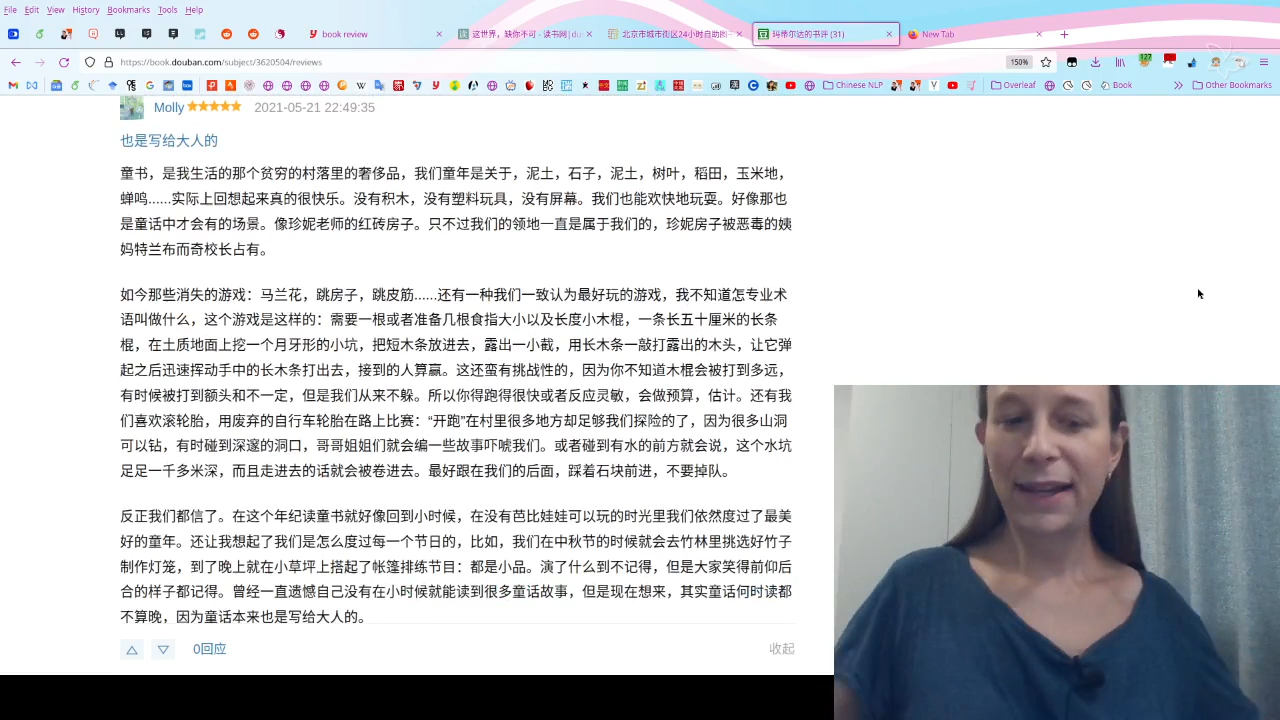 File Edit View History Bookmarks Tools Help
book review
这世界，缺你不可 - 读书网|du
北京市城市街区24小时自助图
玛蒂尔达的书评 (31)
New Tab
https://book.douban.com/subject/3620504/reviews
150%
127
Chinese NLP
Overleaf
Book
Other Bookmarks
Molly
2021-05-21 22:49:35
也是写给大人的
童书，是我生活的那个贫穷的村落里的奢侈品，我们童年是关于，泥土，石子，泥土，树叶，稻田，玉米地，
蝉鸣......实际上回想起来真的很快乐。没有积木，没有塑料玩具，没有屏幕。我们也能欢快地玩耍。好像那也
是童话中才会有的场景。像珍妮老师的红砖房子。只不过我们的领地一直是属于我们的，珍妮房子被恶毒的姨
妈特兰布而奇校长占有。
如今那些消失的游戏：马兰花，跳房子，跳皮筋......还有一种我们一致认为最好玩的游戏，我不知道怎专业术
语叫做什么，这个游戏是这样的：需要一根或者准备几根食指大小以及长度小木棍，一条长五十厘米的长条
棍，在土质地面上挖一个月牙形的小坑，把短木条放进去，露出一小截，用长木条一敲打露出的木头，让它弹
起之后迅速挥动手中的长木条打出去，接到的人算赢。这还蛮有挑战性的，因为你不知道木棍会被打到多远，
有时候被打到额头和不一定，但是我们从来不躲。所以你得跑得很快或者反应灵敏，会做预算，估计。还有我
们喜欢滚轮胎，用废弃的自行车轮胎在路上比赛：“开跑”在村里很多地方却足够我们探险的了，因为很多山洞
可以钻，有时碰到深邃的洞口，哥哥姐姐们就会编一些故事吓唬我们。或者碰到有水的前方就会说，这个水坑
足足一千多米深，而且走进去的话就会被卷进去。最好跟在我们的后面，踩着石块前进，不要掉队。
反正我们都信了。在这个年纪读童书就好像回到小时候，在没有芭比娃娃可以玩的时光里我们依然度过了最美
好的童年。还让我想起了我们是怎么度过每一个节日的，比如，我们在中秋节的时候就会去竹林里挑选好竹子
制作灯笼，到了晚上就在小草坪上搭起了帐篷排练节目：都是小品。演了什么到不记得，但是大家笑得前仰后
合的样子都记得。曾经一直遗憾自己没有在小时候就能读到很多童话故事，但是现在想来，其实童话何时读都
不算晚，因为童话本来也是写给大人的。
0回应
收起